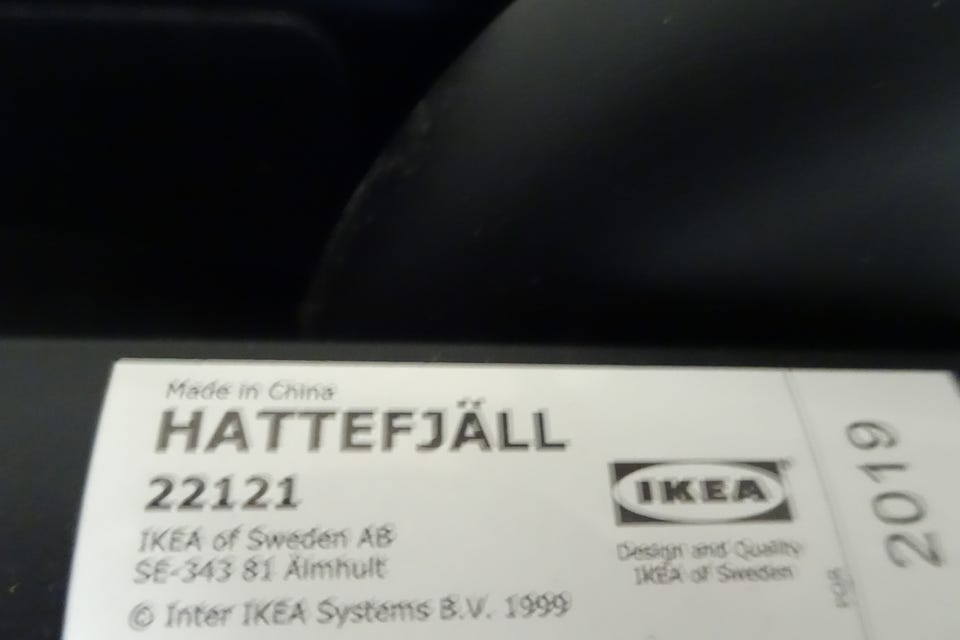 Made in China
HATTEFJÄLL
22121
IKEA of Sweden AB
SE-343 81 Älmhult
© Inter IKEA Systems B.V. 1999
IKEA
Design and Quality
IKEA of Sweden
2019